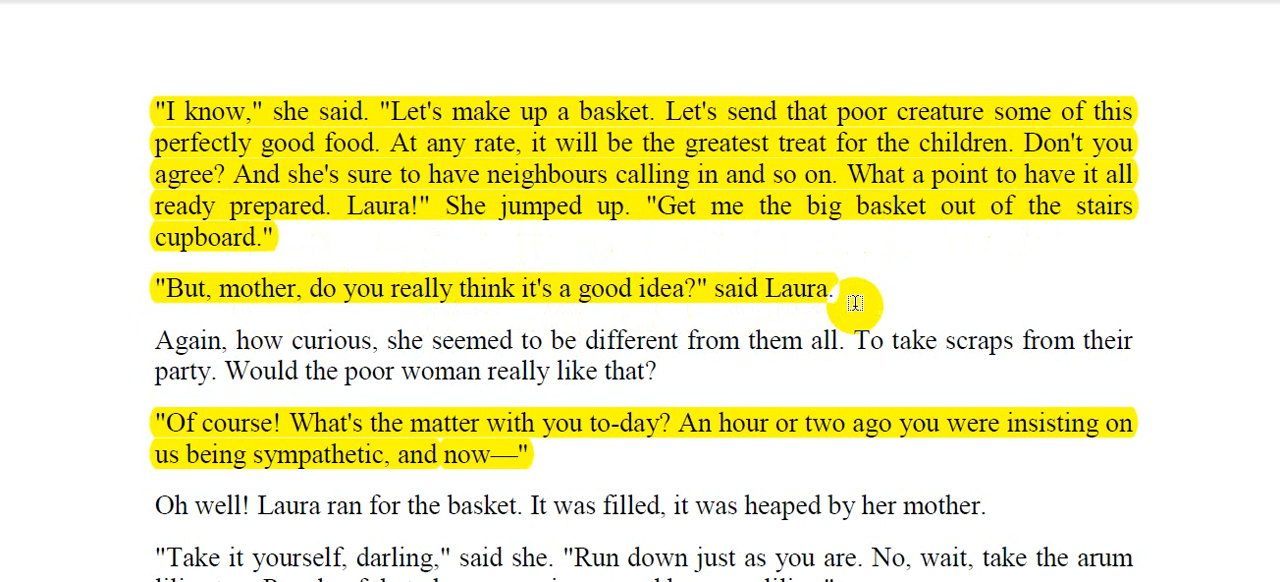 "I know," she said. "Let's make up a basket. Let's send that poor creature some of this
perfectly good food. At any rate, it will be the greatest treat for the children. Don't you
agree? And she's sure to have neighbours calling in and so on. What a point to have it all
ready prepared. Laura!" She jumped up. "Get me the big basket out of the stairs
cupboard."
"But, mother, do you really think it's a good idea?" said Laura.
Again, how curious, she seemed to be different from them all. To take scraps from their
party. Would the poor woman really like that?
"Of course! What's the matter with you to-day? An hour or two ago you were insisting on
us being sympathetic, and now—"
Oh well! Laura ran for the basket. It was filled, it was heaped by her mother.
"Take it yourself, darling," said she. "Run down just as you are. No, wait, take the arum